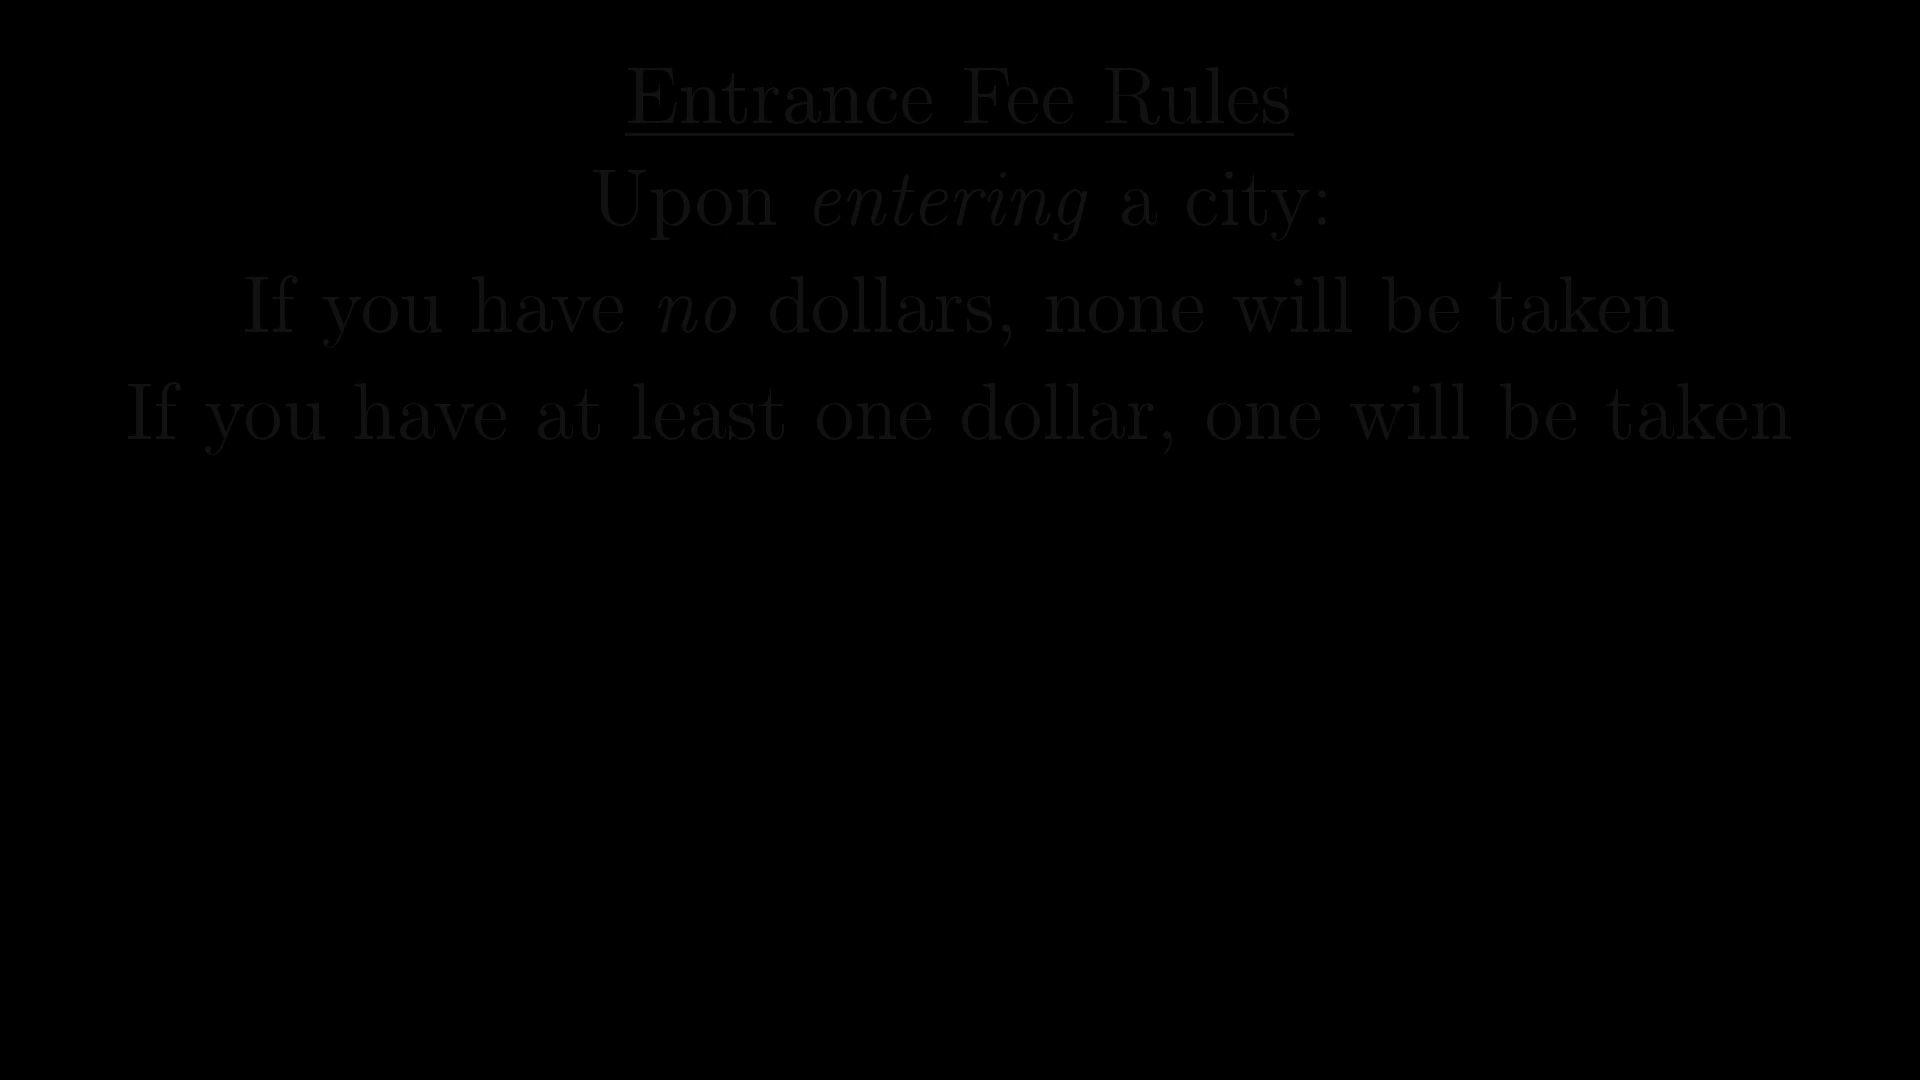 Entrance Fee Rules
Upon entering a city:
If you have no dollars, none will be taken
If you have at least one dollar, one will be taken